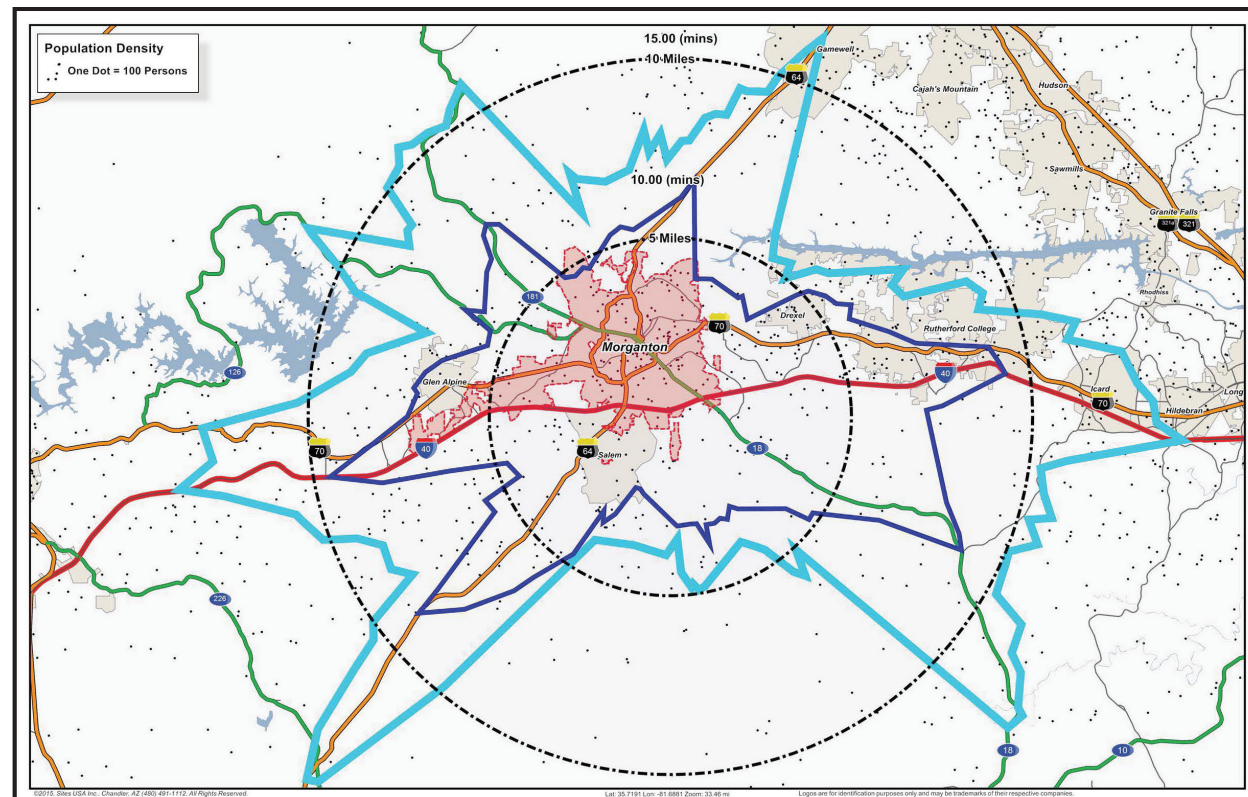 Population Density
One Dot = 100 Persons
15.00 (mins)
10 Miles
Gamewell
64
Cajah's Mountain
Hudson
Sawmills
10.00 (mins)
Granite Falls
321a
321
5 Miles
181
Rhodhiss
70
Drexel
Rutherford College
Morganton
126
Glen Alpine
40
Icard
70
Long
Hildebran
40
70
64
Salem
18
226
18
10
©2015, Sites USA Inc., Chandler, AZ (480) 491-1112. All Rights Reserved.
Lat: 35.7191 Lon: -81.6881 Zoom: 33.46 mi
Logos are for identification purposes only and may be trademarks of their respective companies.